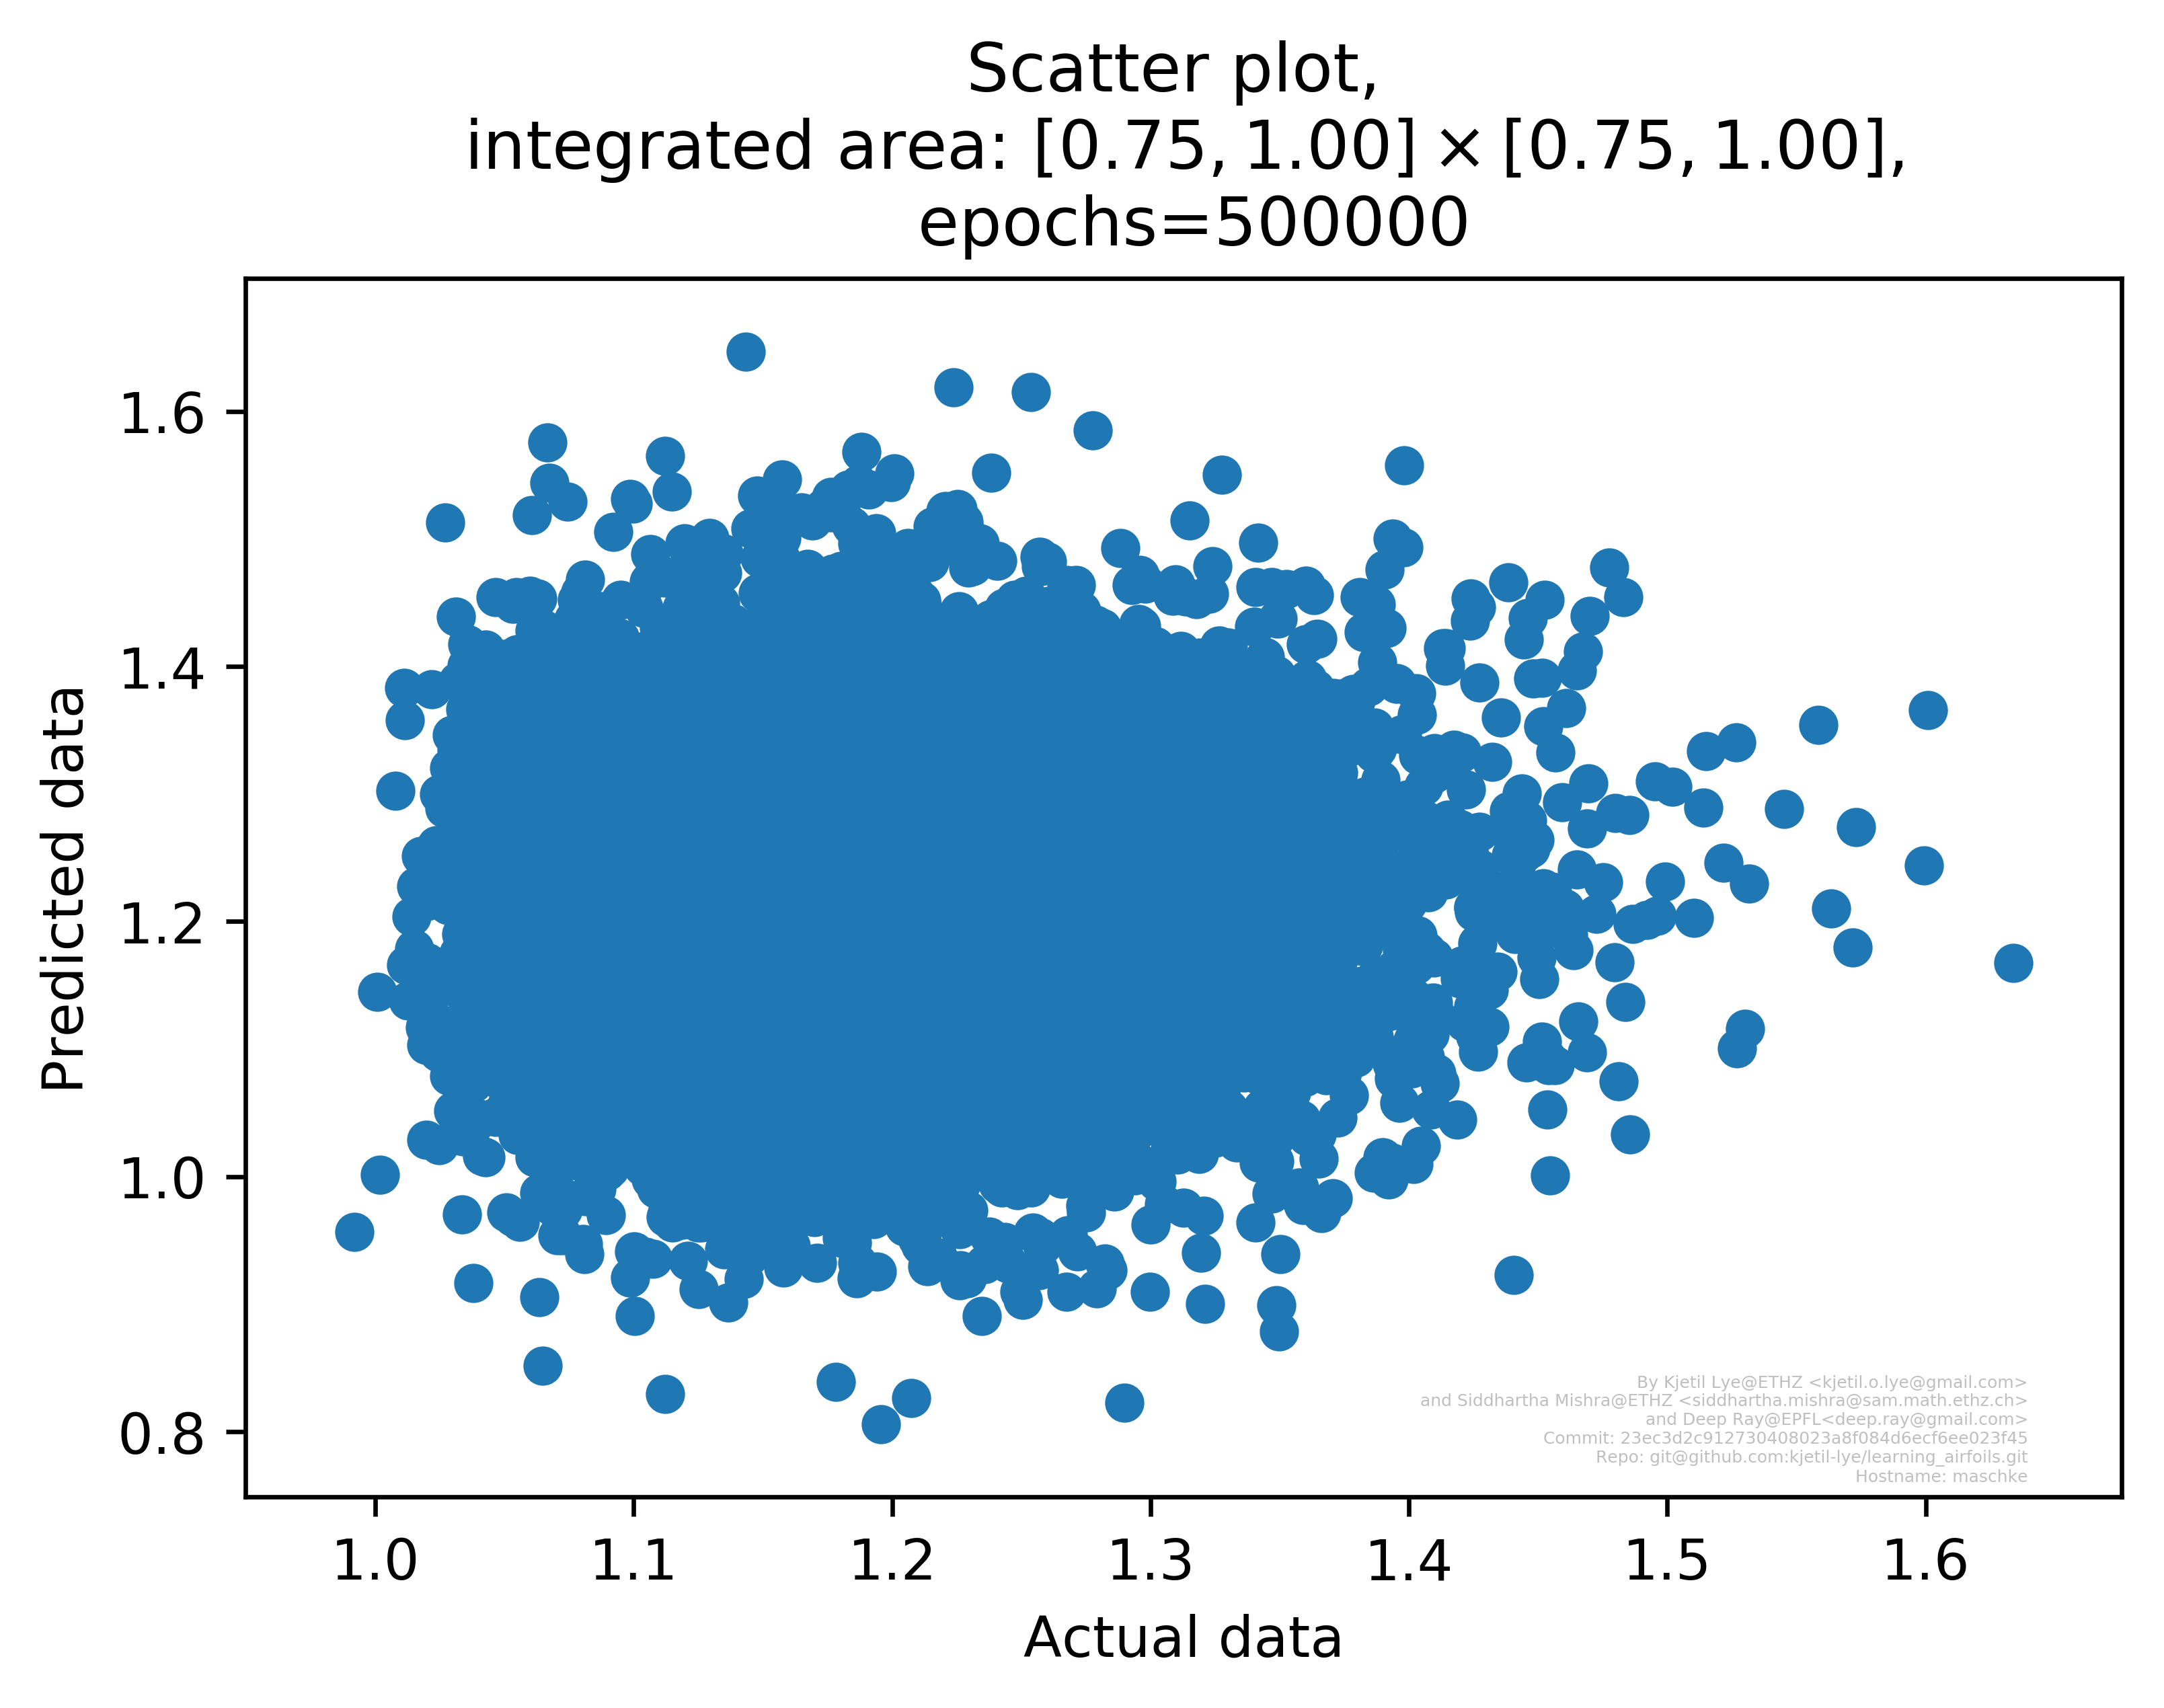 Scatter plot,
integrated area: [0.75, 1.00] × [0.75, 1.00],
epochs=500000
1.6
1.4
1.2
1.0
0.8
Predicted data
1.0 1.1 1.2 1.3 1.4 1.5 1.6
Actual data
By Kjetil Lye@ETHZ <kjetil.o.lye@gmail.com>
and Siddhartha Mishra@ETHZ <siddhartha.mishra@sam.math.ethz.ch>
and Deep Ray@EPFL<deep.ray@gmail.com>
Commit: 23ec3d2c912730408023a8f084d6ecf6ee023f45
Repo: git@github.com:kjetil-lye/learning_airfoils.git
Hostname: maschke